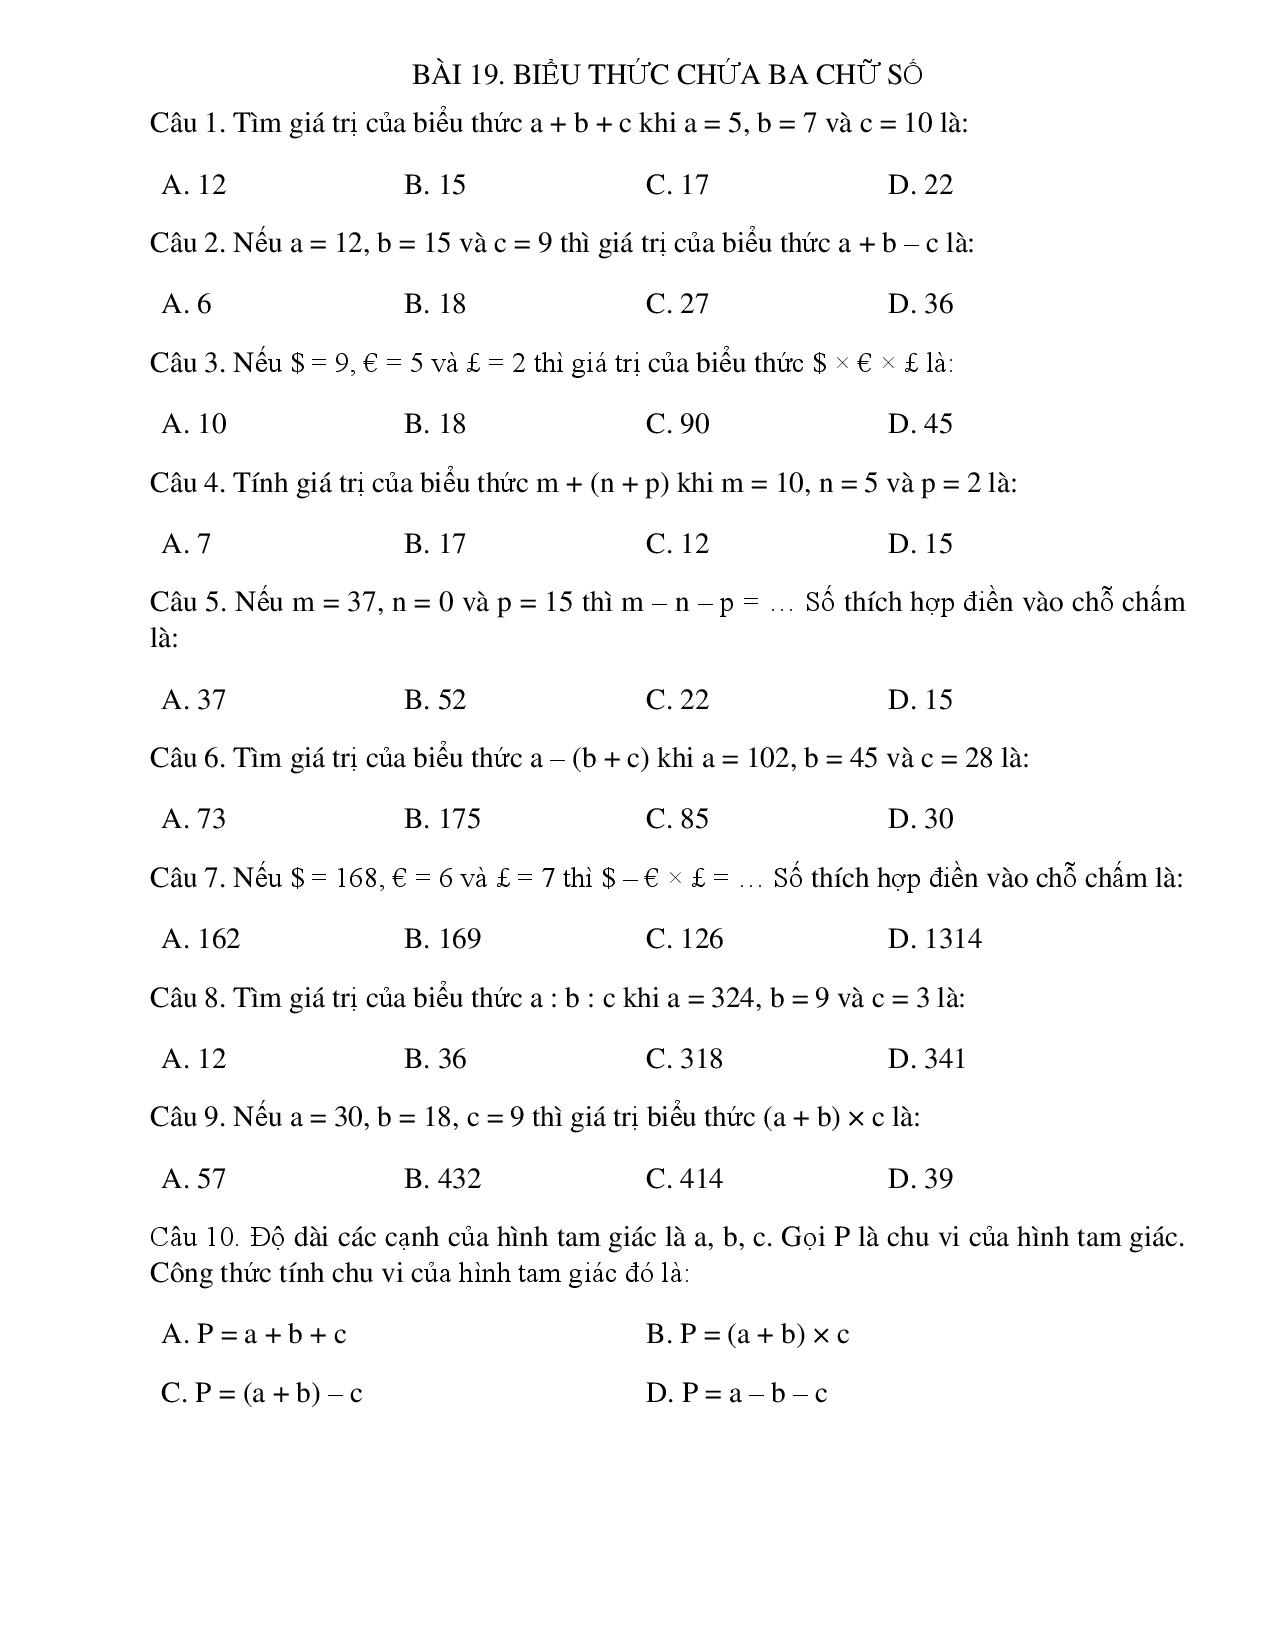 BÀI 19. BIỂU THỨC CHỨA BA CHỮ SỐ
Câu 1. Tìm giá trị của biểu thức a + b + c khi a = 5, b = 7 và c = 10 là:
A. 12 B. 15 C. 17 D. 22
Câu 2. Nếu a = 12, b = 15 và c = 9 thì giá trị của biểu thức a + b – c là:
A. 6 B. 18 C. 27 D. 36
Câu 3. Nếu $ = 9, € = 5 và £ = 2 thì giá trị của biểu thức $ × € × £ là:
A. 10 B. 18 C. 90 D. 45
Câu 4. Tính giá trị của biểu thức m + (n + p) khi m = 10, n = 5 và p = 2 là:
A. 7 B. 17 C. 12 D. 15
Câu 5. Nếu m = 37, n = 0 và p = 15 thì m – n – p = … Số thích hợp điền vào chỗ chấm
là:
A. 37 B. 52 C. 22 D. 15
Câu 6. Tìm giá trị của biểu thức a – (b + c) khi a = 102, b = 45 và c = 28 là:
A. 73 B. 175 C. 85 D. 30
Câu 7. Nếu $ = 168, € = 6 và £ = 7 thì $ – € × £ = … Số thích hợp điền vào chỗ chấm là:
A. 162 B. 169 C. 126 D. 1314
Câu 8. Tìm giá trị của biểu thức a : b : c khi a = 324, b = 9 và c = 3 là:
A. 12 B. 36 C. 318 D. 341
Câu 9. Nếu a = 30, b = 18, c = 9 thì giá trị biểu thức (a + b) × c là:
A. 57 B. 432 C. 414 D. 39
Câu 10. Độ dài các cạnh của hình tam giác là a, b, c. Gọi P là chu vi của hình tam giác.
Công thức tính chu vi của hình tam giác đó là:
A. P = a + b + c B. P = (a + b) × c
C. P = (a + b) – c D. P = a – b – c